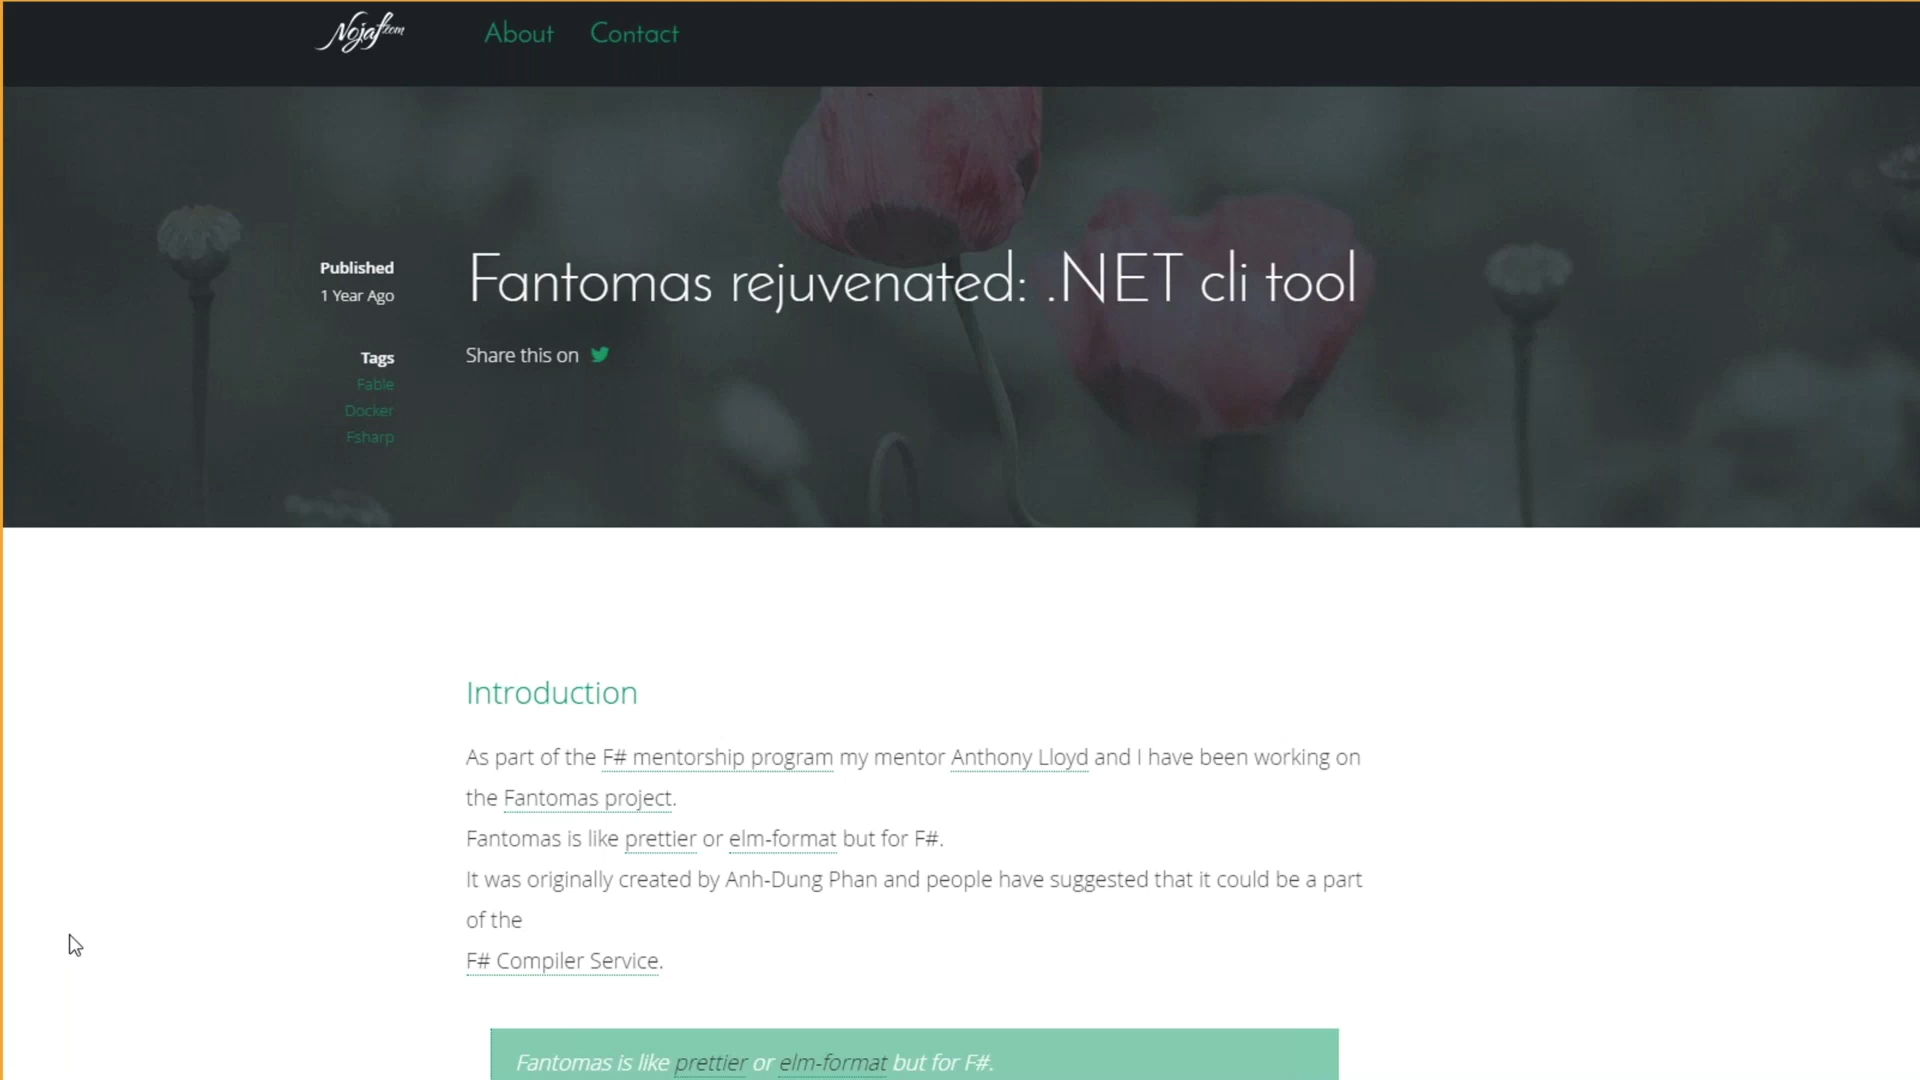 Nojaf.com
About Contact
Published
1 Year Ago
Fantomas rejuvenated: .NET cli tool
Share this on
Tags
Fable
Docker
Fsharp
Introduction
As part of the F# mentorship program my mentor Anthony Lloyd and I have been working on
the Fantomas project.
Fantomas is like prettier or elm-format but for F#.
It was originally created by Anh-Dung Phan and people have suggested that it could be a part
of the
F# Compiler Service.
Fantomas is like prettier or elm-format but for F#.